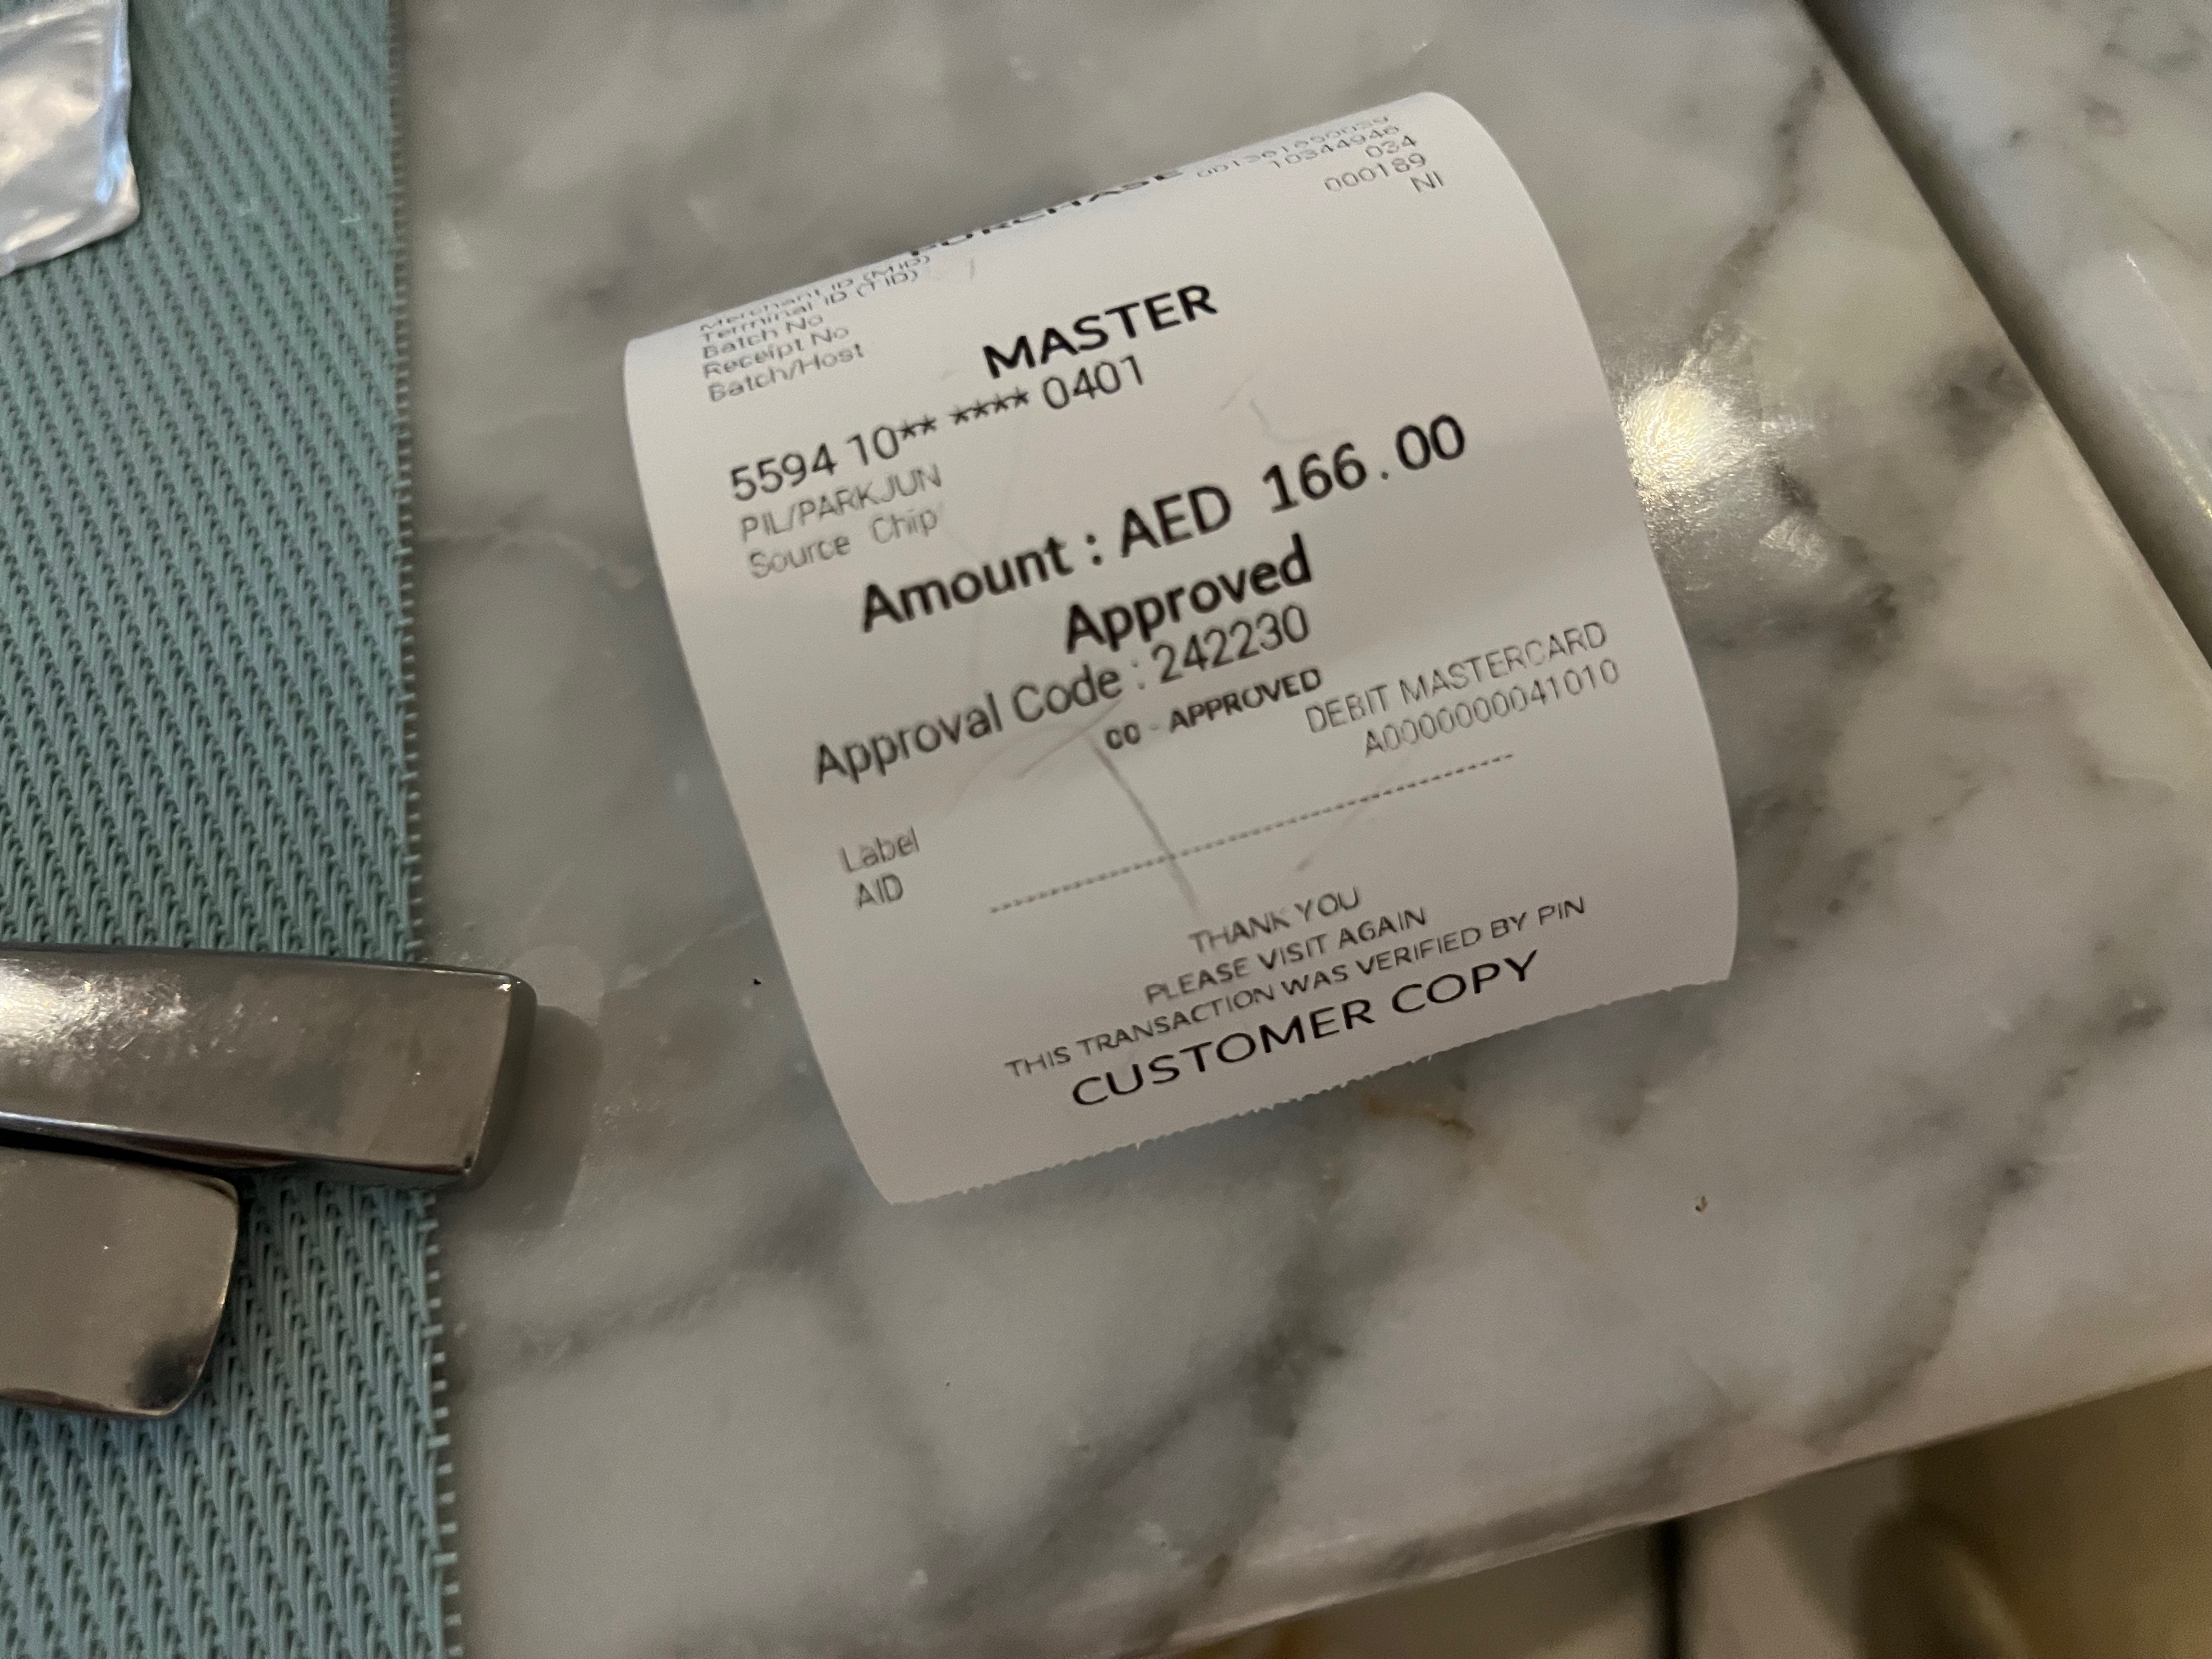 PURCHASE
Merchant ID (MID)
Terminal ID (TID) 10344946
Batch No 034
Receipt No 000189
Batch/Host NI
MASTER
5594 10** **** 0401
PIL/PARKJUN
Source Chip
Amount : AED 166.00
Approved
Approval Code : 242230
00 - APPROVED
Label DEBIT MASTERCARD
AID A0000000041010
THANK YOU
PLEASE VISIT AGAIN
THIS TRANSACTION WAS VERIFIED BY PIN
CUSTOMER COPY